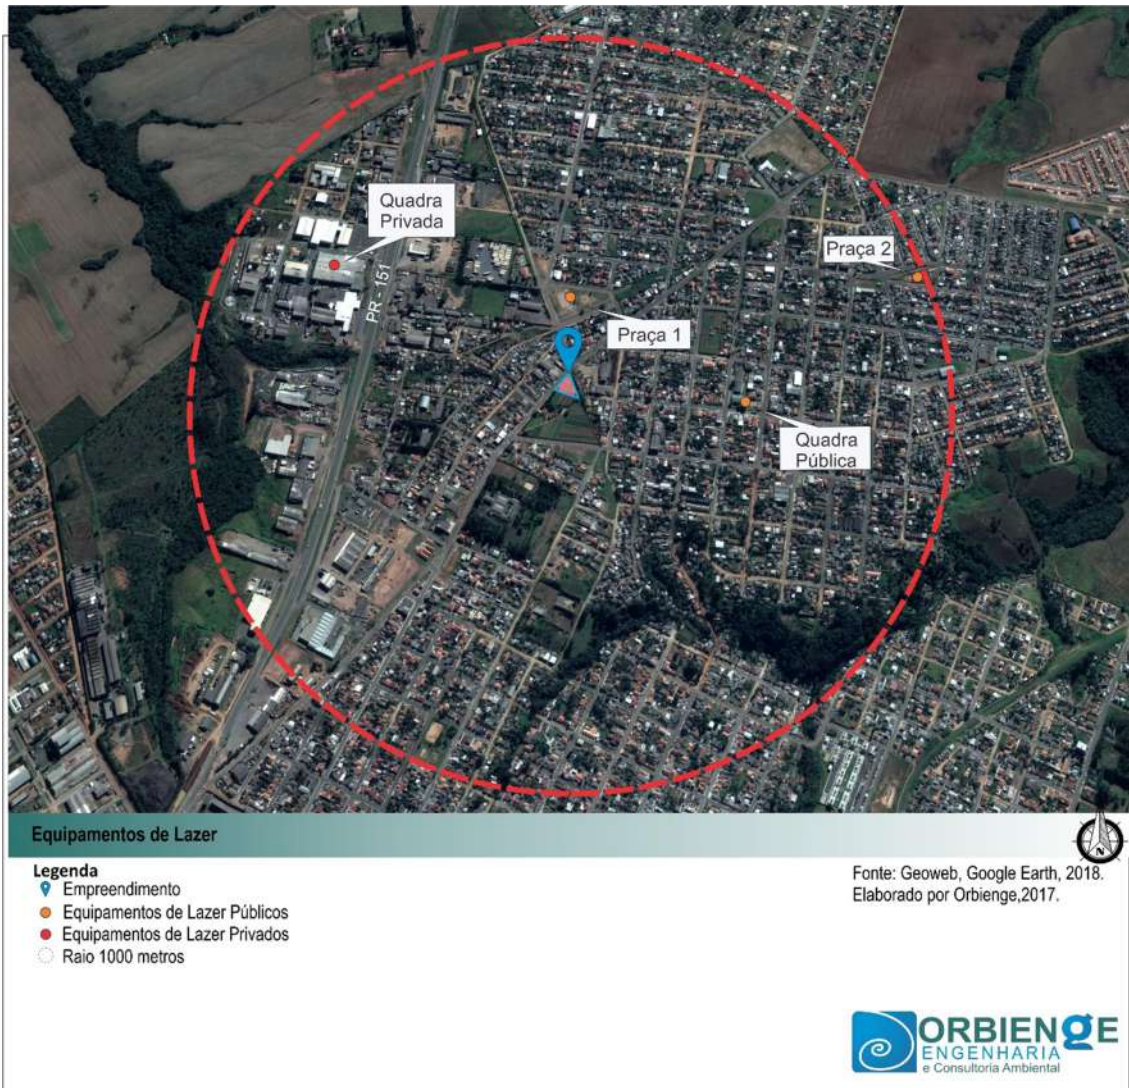 Quadra
Privada
PR - 151
Praça 2
Praça 1
Quadra
Pública
Equipamentos de Lazer
N
Legenda
Empreendimento
Equipamentos de Lazer Públicos
Equipamentos de Lazer Privados
Raio 1000 metros
Fonte: Geoweb, Google Earth, 2018.
Elaborado por Orbienge,2017.
ORBIENGE
ENGENHARIA
e Consultoria Ambiental